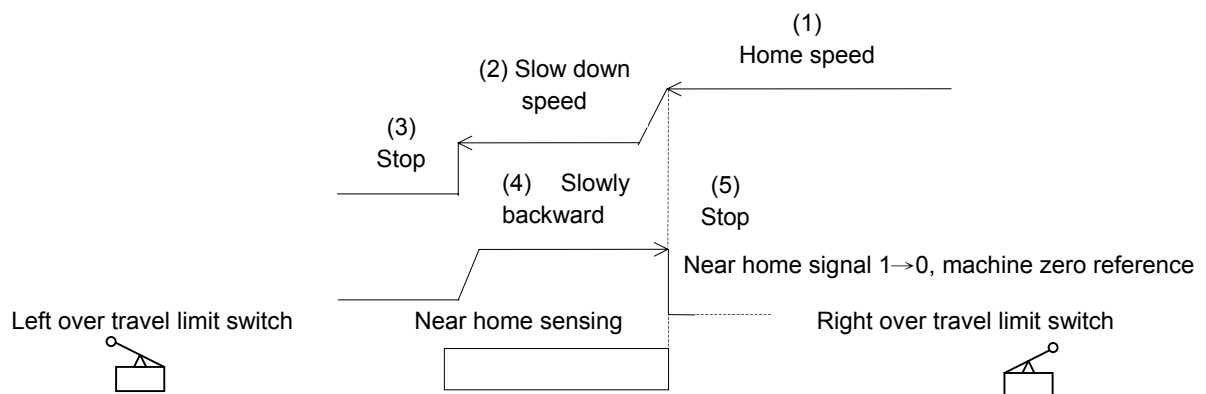 (1)
Home speed
(2) Slow down
speed
(3)
Stop
(4) Slowly
backward
(5)
Stop
Near home signal 1→0, machine zero reference
Left over travel limit switch
Near home sensing
Right over travel limit switch